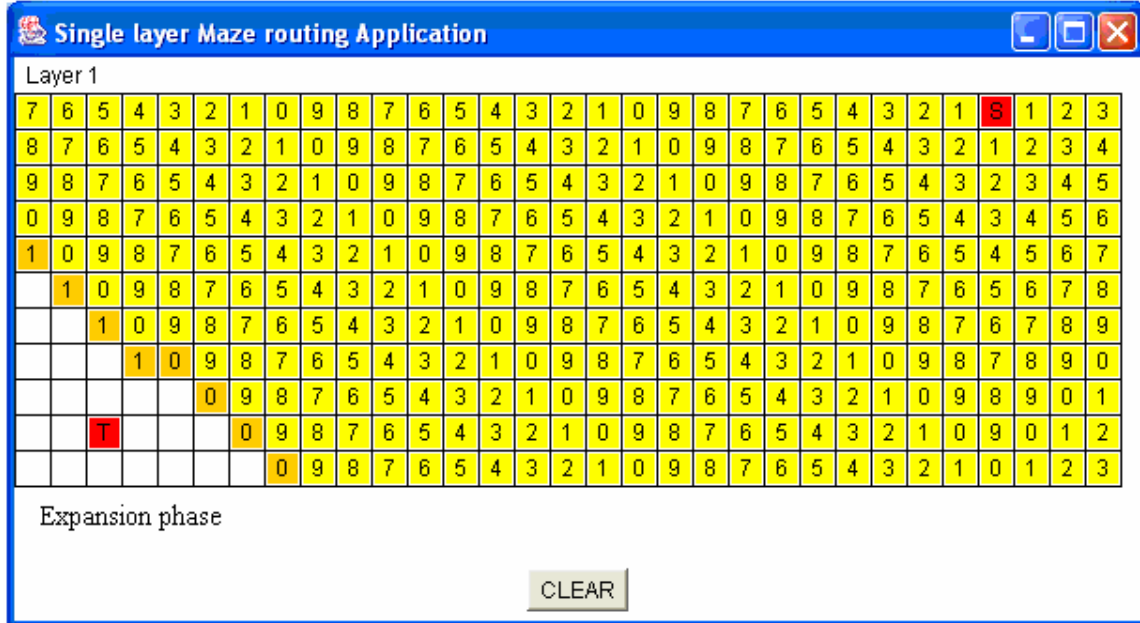 Single layer Maze routing Application
Layer 1
7 6 5 4 3 2 1 0 9 8 7 6 5 4 3 2 1 0 9 8 7 6 5 4 3 2 1 S 1 2 3
8 7 6 5 4 3 2 1 0 9 8 7 6 5 4 3 2 1 0 9 8 7 6 5 4 3 2 1 2 3 4
9 8 7 6 5 4 3 2 1 0 9 8 7 6 5 4 3 2 1 0 9 8 7 6 5 4 3 2 3 4 5
0 9 8 7 6 5 4 3 2 1 0 9 8 7 6 5 4 3 2 1 0 9 8 7 6 5 4 3 4 5 6
1 0 9 8 7 6 5 4 3 2 1 0 9 8 7 6 5 4 3 2 1 0 9 8 7 6 5 4 5 6 7
1 0 9 8 7 6 5 4 3 2 1 0 9 8 7 6 5 4 3 2 1 0 9 8 7 6 5 6 7 8
1 0 9 8 7 6 5 4 3 2 1 0 9 8 7 6 5 4 3 2 1 0 9 8 7 6 7 8 9
1 0 9 8 7 6 5 4 3 2 1 0 9 8 7 6 5 4 3 2 1 0 9 8 7 8 9 0
0 9 8 7 6 5 4 3 2 1 0 9 8 7 6 5 4 3 2 1 0 9 8 9 0 1
T 0 9 8 7 6 5 4 3 2 1 0 9 8 7 6 5 4 3 2 1 0 9 0 1 2
0 9 8 7 6 5 4 3 2 1 0 9 8 7 6 5 4 3 2 1 0 1 2 3
Expansion phase
CLEAR